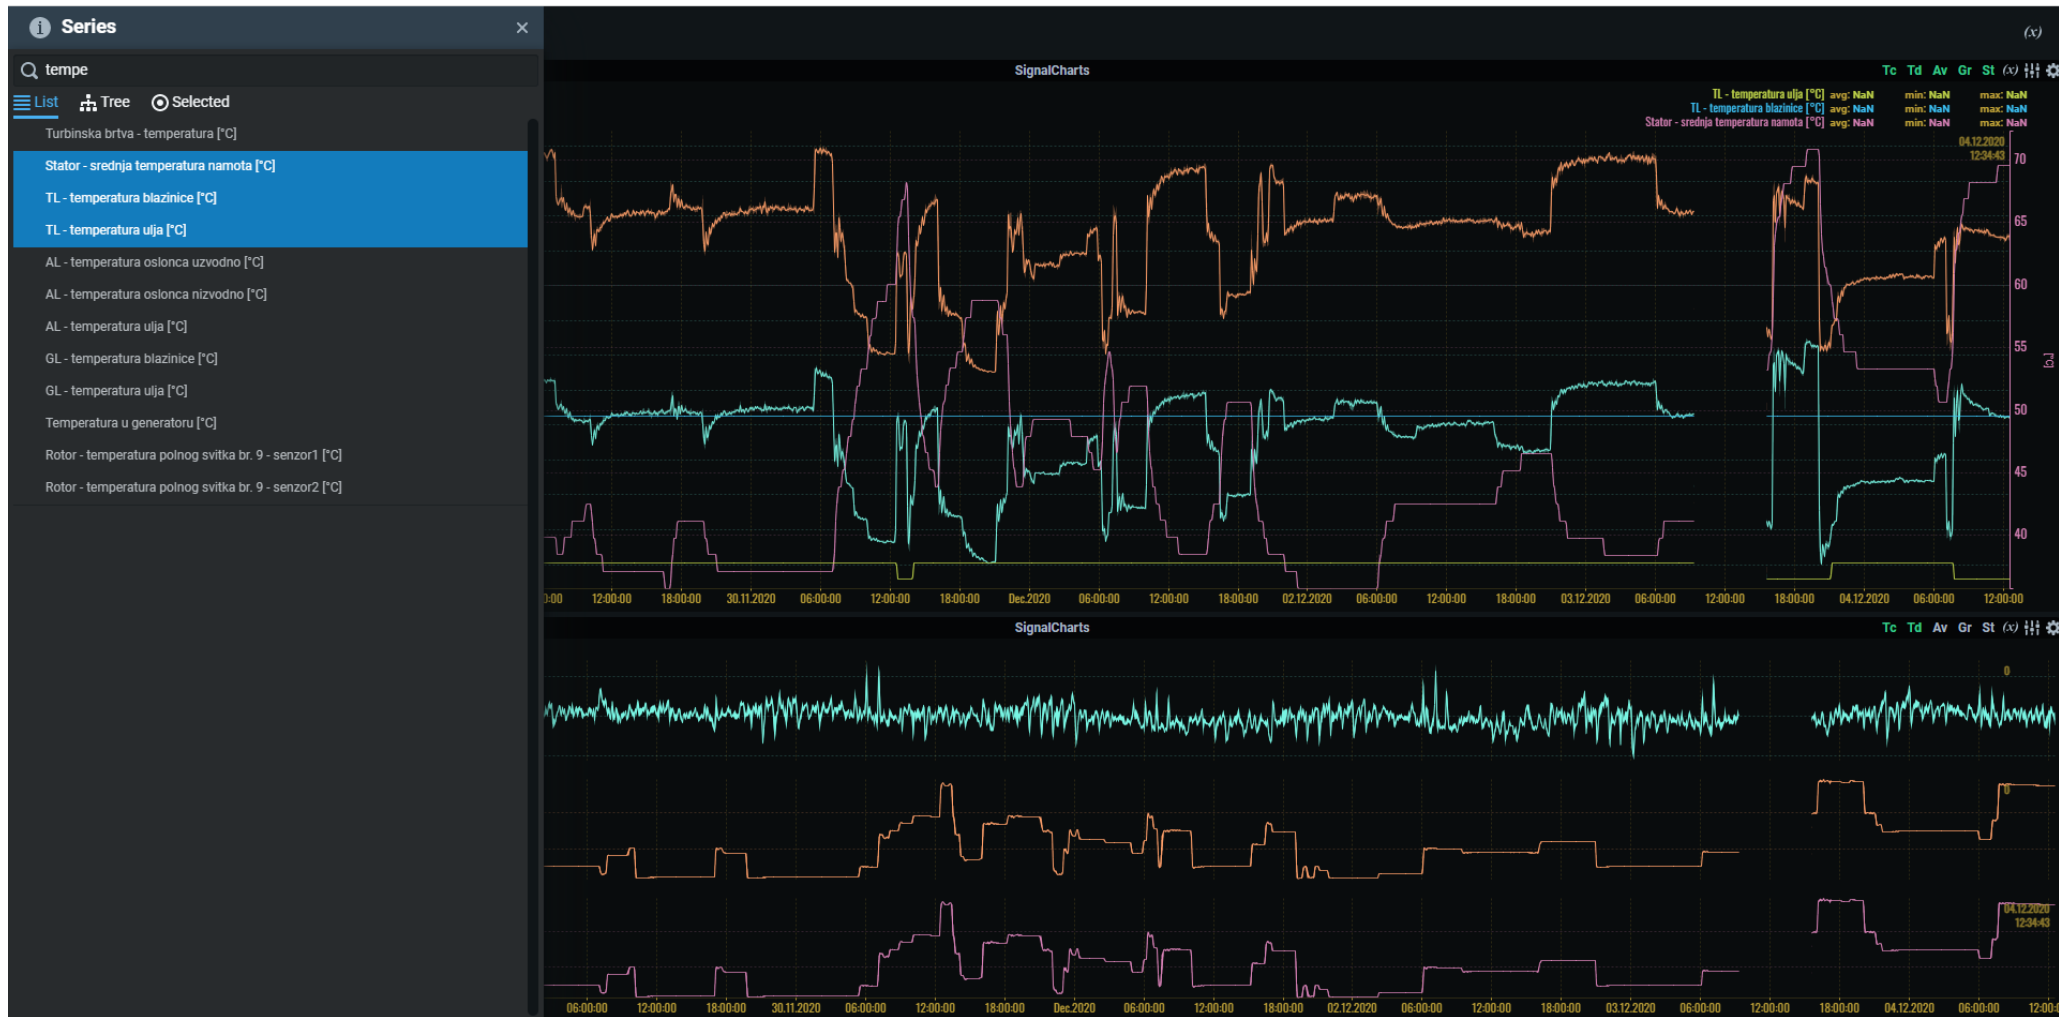 Series
×
tempe
List Tree Selected
Turbinska brtva - temperatura [°C]
Stator - srednja temperatura namota [°C]
TL - temperatura blazinice [°C]
TL - temperatura ulja [°C]
AL - temperatura oslonca uzvodno [°C]
AL - temperatura oslonca nizvodno [°C]
AL - temperatura ulja [°C]
GL - temperatura blazinice [°C]
GL - temperatura ulja [°C]
Temperatura u generatoru [°C]
Rotor - temperatura polnog svitka br. 9 - senzor1 [°C]
Rotor - temperatura polnog svitka br. 9 - senzor2 [°C]
(x)
SignalCharts
Tc Td Av Gr St (x)
TL - temperatura ulja [°C] avg: NaN min: NaN max: NaN
TL - temperatura blazinice [°C] avg: NaN min: NaN max: NaN
Stator - srednja temperatura namota [°C] avg: NaN min: NaN max: NaN
04.12.2020
12:34:43
70
65
60
55
[°C]
50
45
40
:00 12:00:00 18:00:00 30.11.2020 06:00:00 12:00:00 18:00:00 Dec.2020 06:00:00 12:00:00 18:00:00 02.12.2020 06:00:00 12:00:00 18:00:00 03.12.2020 06:00:00 12:00:00 18:00:00 04.12.2020 06:00:00 12:00:00
SignalCharts
Tc Td Av Gr St (x)
0
0
04.12.2020
12:34:43
06:00:00 12:00:00 18:00:00 30.11.2020 06:00:00 12:00:00 18:00:00 Dec.2020 06:00:00 12:00:00 18:00:00 02.12.2020 06:00:00 12:00:00 18:00:00 03.12.2020 06:00:00 12:00:00 18:00:00 04.12.2020 06:00:00 12:00:0